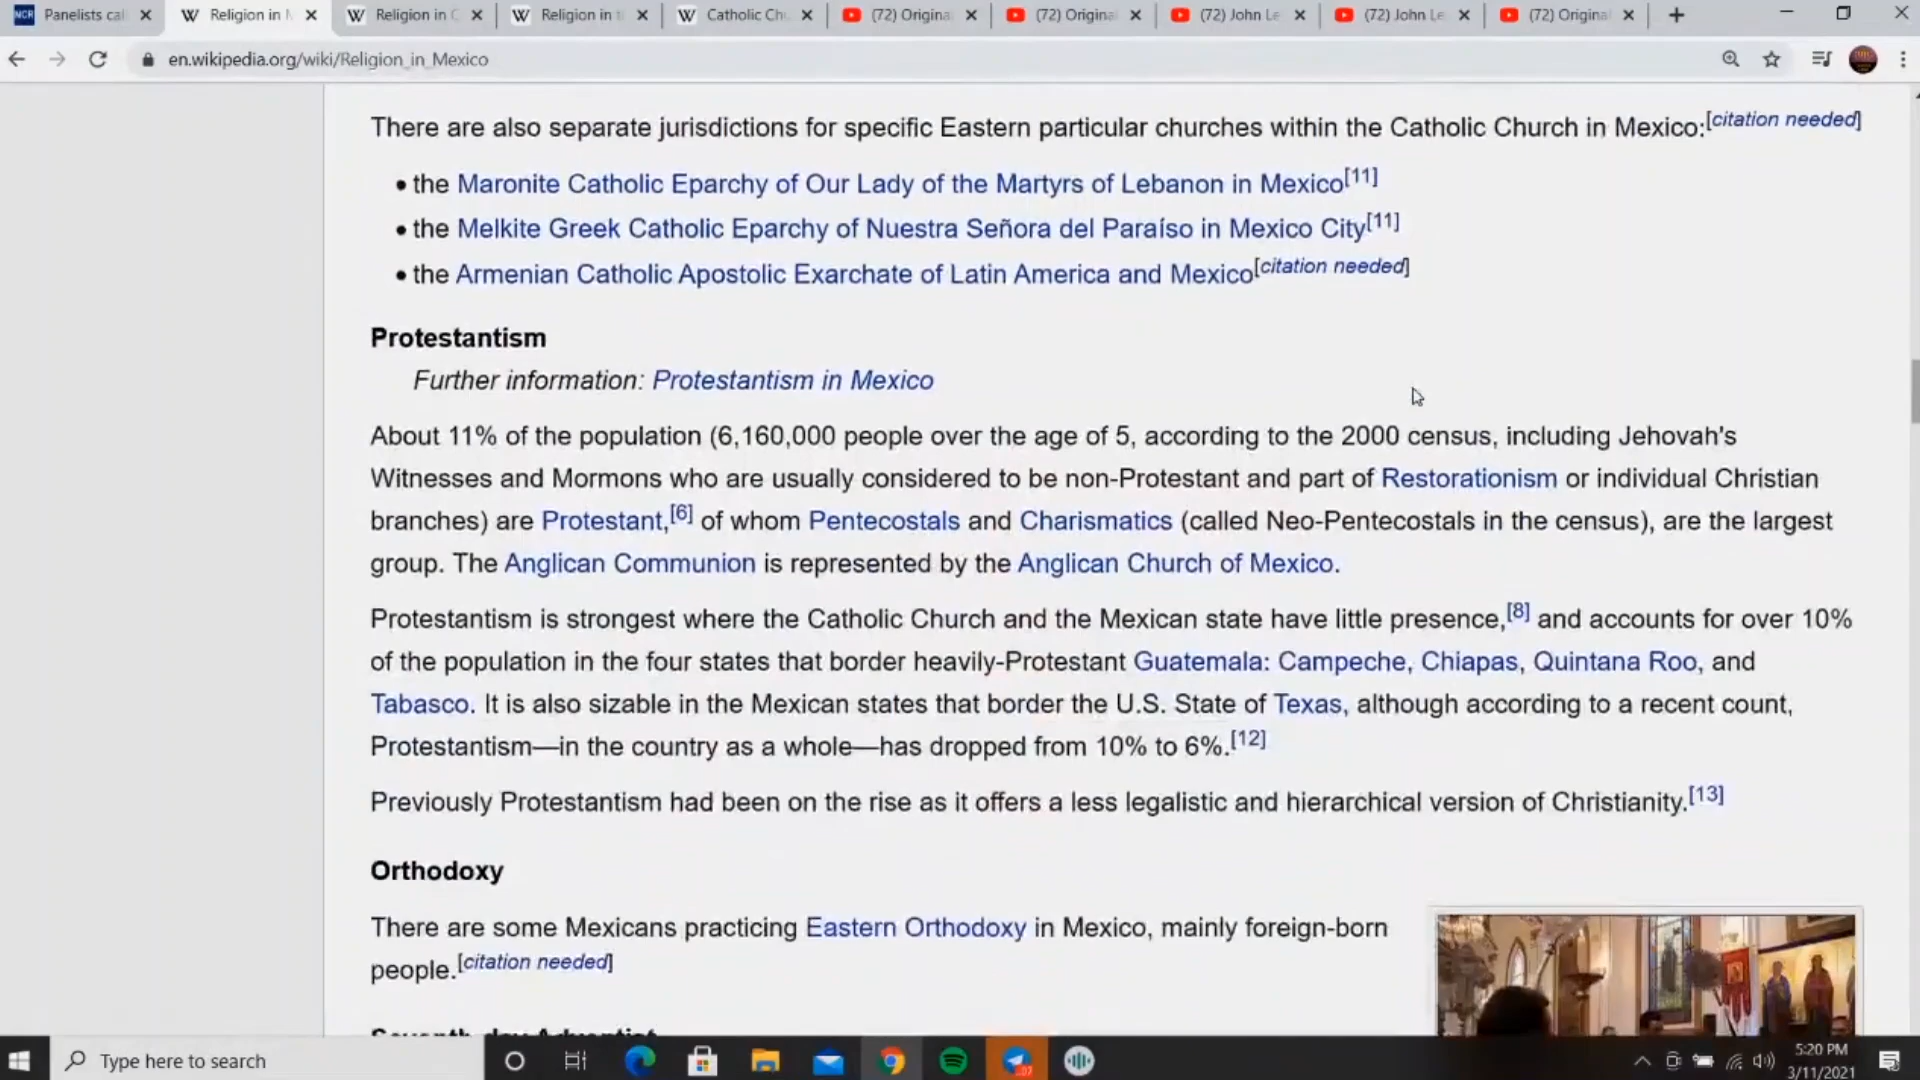 Panelists cal
Religion in M
Religion in C
Religion in t
Catholic Chu
(72) Origina
(72) Origina
(72) John Le
(72) John Le
(72) Origina
en.wikipedia.org/wiki/Religion_in_Mexico
There are also separate jurisdictions for specific Eastern particular churches within the Catholic Church in Mexico:[citation needed]
• the Maronite Catholic Eparchy of Our Lady of the Martyrs of Lebanon in Mexico[11]
• the Melkite Greek Catholic Eparchy of Nuestra Señora del Paraíso in Mexico City[11]
• the Armenian Catholic Apostolic Exarchate of Latin America and Mexico[citation needed]
Protestantism
Further information: Protestantism in Mexico
About 11% of the population (6,160,000 people over the age of 5, according to the 2000 census, including Jehovah's
Witnesses and Mormons who are usually considered to be non-Protestant and part of Restorationism or individual Christian
branches) are Protestant,[6] of whom Pentecostals and Charismatics (called Neo-Pentecostals in the census), are the largest
group. The Anglican Communion is represented by the Anglican Church of Mexico.
Protestantism is strongest where the Catholic Church and the Mexican state have little presence,[8] and accounts for over 10%
of the population in the four states that border heavily-Protestant Guatemala: Campeche, Chiapas, Quintana Roo, and
Tabasco. It is also sizable in the Mexican states that border the U.S. State of Texas, although according to a recent count,
Protestantism—in the country as a whole—has dropped from 10% to 6%.[12]
Previously Protestantism had been on the rise as it offers a less legalistic and hierarchical version of Christianity.[13]
Orthodoxy
There are some Mexicans practicing Eastern Orthodoxy in Mexico, mainly foreign-born
people.[citation needed]
Seventh-day Adventist
Type here to search
5:20 PM
3/11/2021